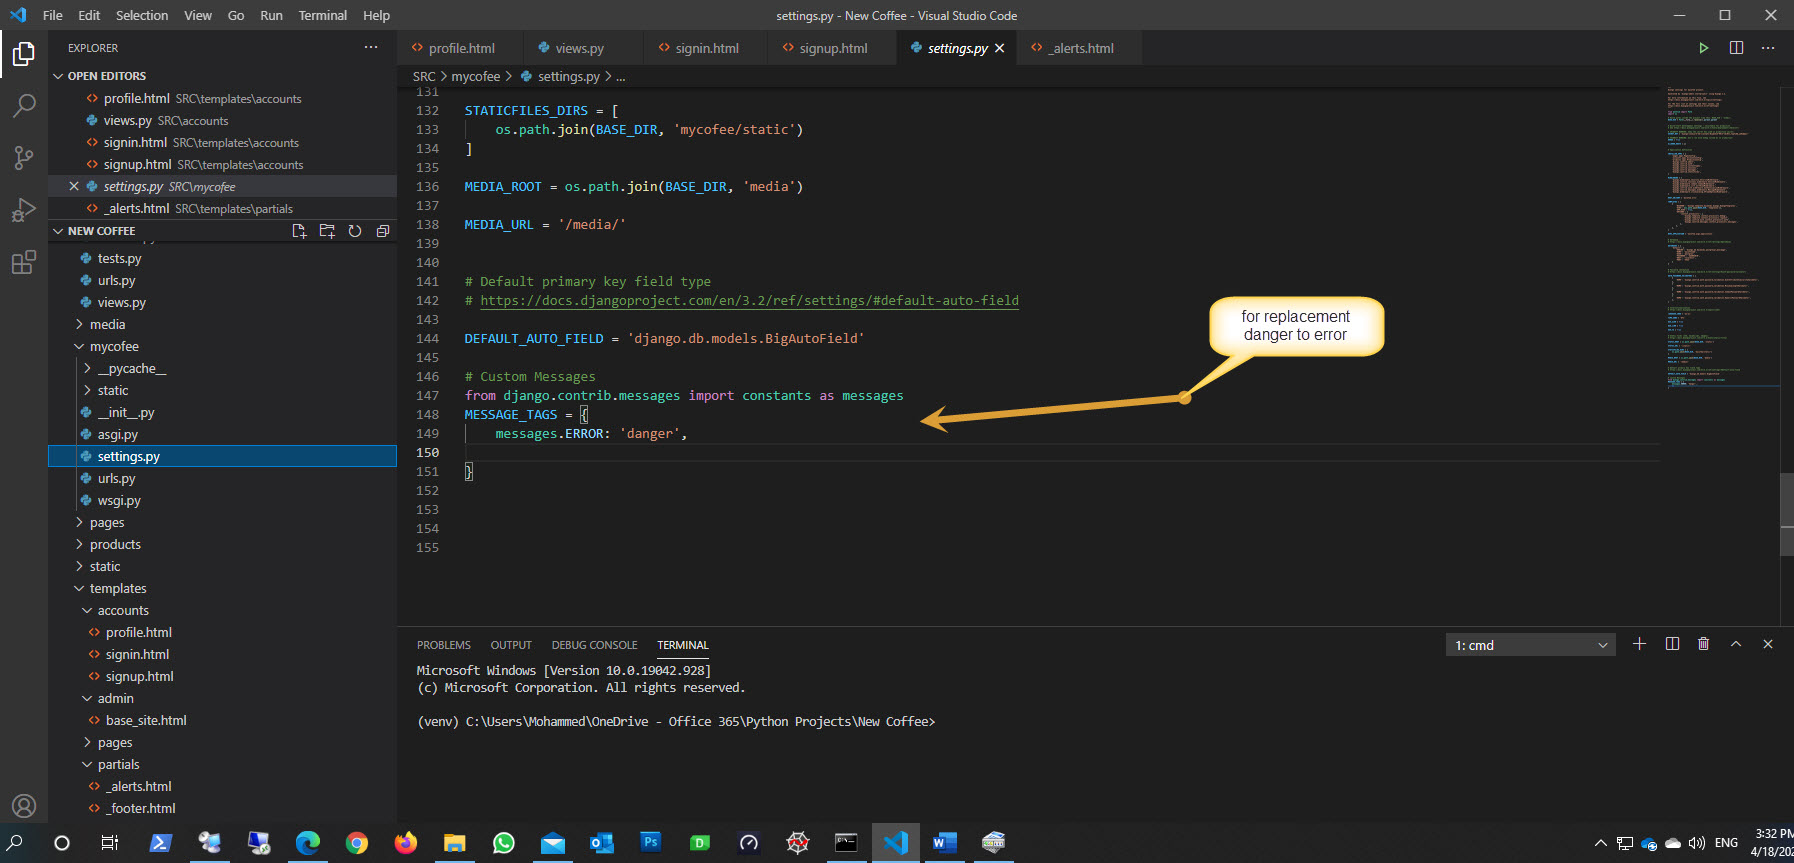 File Edit Selection View Go Run Terminal Help
settings.py - New Coffee - Visual Studio Code
EXPLORER
OPEN EDITORS
profile.html SRC\templates\accounts
views.py SRC\accounts
signin.html SRC\templates\accounts
signup.html SRC\templates\accounts
settings.py SRC\mycofee
_alerts.html SRC\templates\partials
NEW COFFEE
tests.py
urls.py
views.py
media
mycofee
__pycache__
static
__init__.py
asgi.py
settings.py
urls.py
wsgi.py
pages
products
static
templates
accounts
profile.html
signin.html
signup.html
admin
base_site.html
pages
partials
_alerts.html
_footer.html
profile.html views.py signin.html signup.html settings.py _alerts.html
SRC > mycofee > settings.py > ...
131
132 STATICFILES_DIRS = [
133 os.path.join(BASE_DIR, 'mycofee/static')
134 ]
135
136 MEDIA_ROOT = os.path.join(BASE_DIR, 'media')
137
138 MEDIA_URL = '/media/'
139
140
141 # Default primary key field type
142 # https://docs.djangoproject.com/en/3.2/ref/settings/#default-auto-field
143
144 DEFAULT_AUTO_FIELD = 'django.db.models.BigAutoField'
145
146 # Custom Messages
147 from django.contrib.messages import constants as messages
148 MESSAGE_TAGS = {
149 messages.ERROR: 'danger',
150
151 }
152
153
154
155
for replacement
danger to error
PROBLEMS OUTPUT DEBUG CONSOLE TERMINAL
1: cmd
Microsoft Windows [Version 10.0.19042.928]
(c) Microsoft Corporation. All rights reserved.
(venv) C:\Users\Mohammed\OneDrive - Office 365\Python Projects\New Coffee>
ENG
3:32 PM
4/18/202